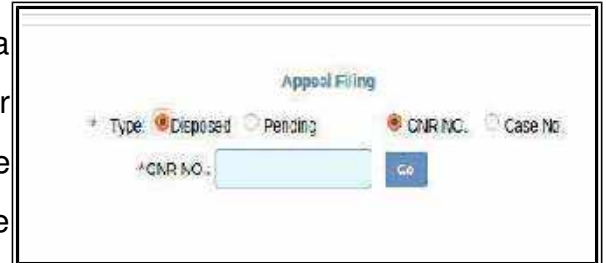 a
Appeal Filing
r
* Type: Disposed Pending CNR NO. Case No.
e
*CNR NO.: Go
e